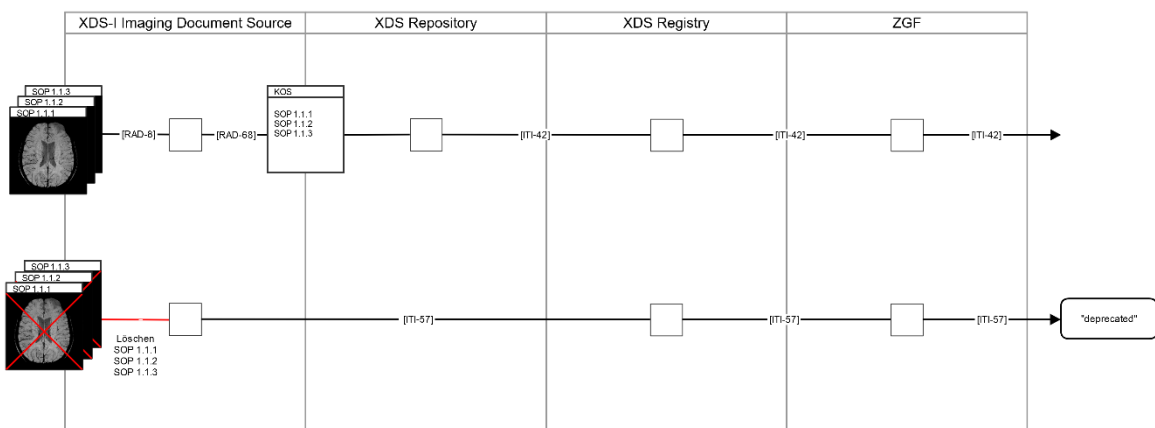 XDS-I Imaging Document Source
XDS Repository
XDS Registry
ZGF
SOP 1.1.3
SOP 1.1.2
SOP 1.1.1
[RAD-8]
[RAD-68]
KOS
SOP 1.1.1
SOP 1.1.2
SOP 1.1.3
[ITI-42]
[ITI-42]
[ITI-42]
SOP 1.1.3
SOP 1.1.2
SOP 1.1.1
Löschen
SOP 1.1.1
SOP 1.1.2
SOP 1.1.3
[ITI-57]
[ITI-57]
[ITI-57]
"deprecated"